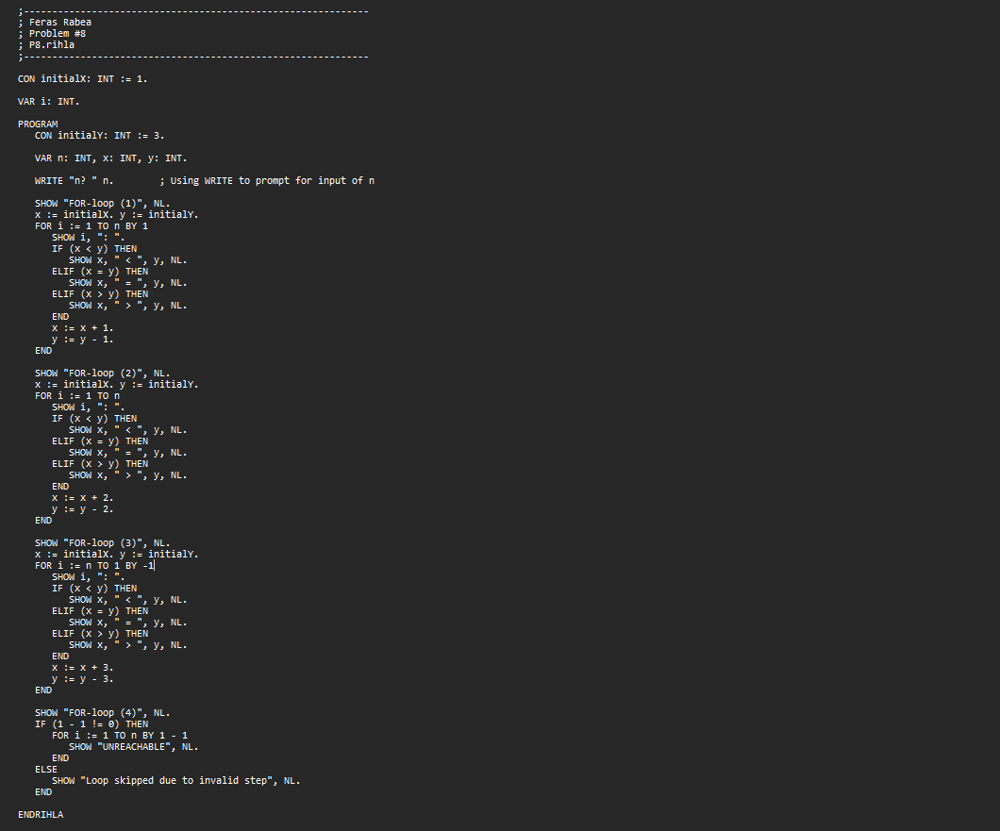 ;-------------------------------------------------------------
; Feras Rabea
; Problem #8
; P8.rihla
;-------------------------------------------------------------
CON initialX: INT := 1.
VAR i: INT.
PROGRAM
CON initialY: INT := 3.
VAR n: INT, x: INT, y: INT.
WRITE "n? " n.        ; Using WRITE to prompt for input of n
SHOW "FOR-loop (1)", NL.
x := initialX. y := initialY.
FOR i := 1 TO n BY 1
SHOW i, ": ".
IF (x < y) THEN
SHOW x, " < ", y, NL.
ELIF (x = y) THEN
SHOW x, " = ", y, NL.
ELIF (x > y) THEN
SHOW x, " > ", y, NL.
END
x := x + 1.
y := y - 1.
END
SHOW "FOR-loop (2)", NL.
x := initialX. y := initialY.
FOR i := 1 TO n
SHOW i, ": ".
IF (x < y) THEN
SHOW x, " < ", y, NL.
ELIF (x = y) THEN
SHOW x, " = ", y, NL.
ELIF (x > y) THEN
SHOW x, " > ", y, NL.
END
x := x + 2.
y := y - 2.
END
SHOW "FOR-loop (3)", NL.
x := initialX. y := initialY.
FOR i := n TO 1 BY -1
SHOW i, ": ".
IF (x < y) THEN
SHOW x, " < ", y, NL.
ELIF (x = y) THEN
SHOW x, " = ", y, NL.
ELIF (x > y) THEN
SHOW x, " > ", y, NL.
END
x := x + 3.
y := y - 3.
END
SHOW "FOR-loop (4)", NL.
IF (1 - 1 != 0) THEN
FOR i := 1 TO n BY 1 - 1
SHOW "UNREACHABLE", NL.
END
ELSE
SHOW "Loop skipped due to invalid step", NL.
END
ENDRIHLA